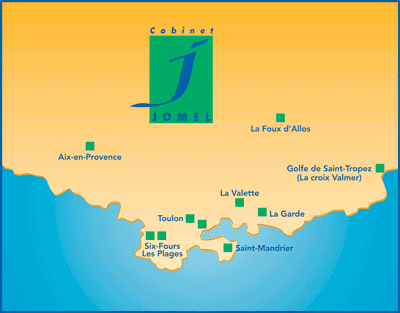 Cabinet
J
JOMEL
La Foux d'Allos
Aix-en-Provence
Golfe de Saint-Tropez
(La croix Valmer)
La Valette
La Garde
Toulon
Six-Fours
Les Plages
Saint-Mandrier